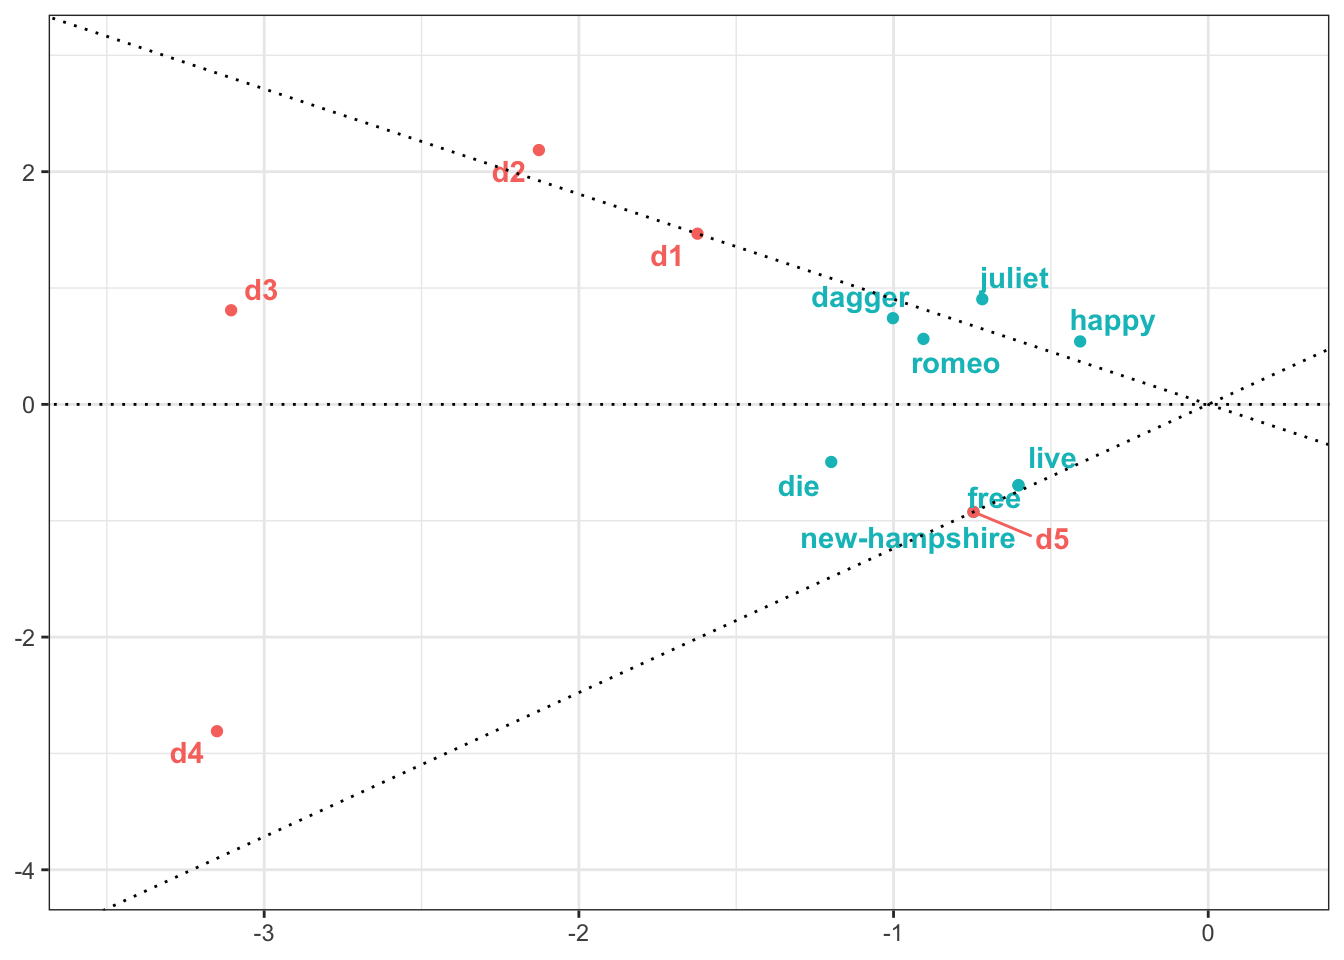 2
d2
d1
d3
juliet
dagger
happy
romeo
0
live
die
free
new-hampshire
d5
-2
d4
-4
-3
-2
-1
0